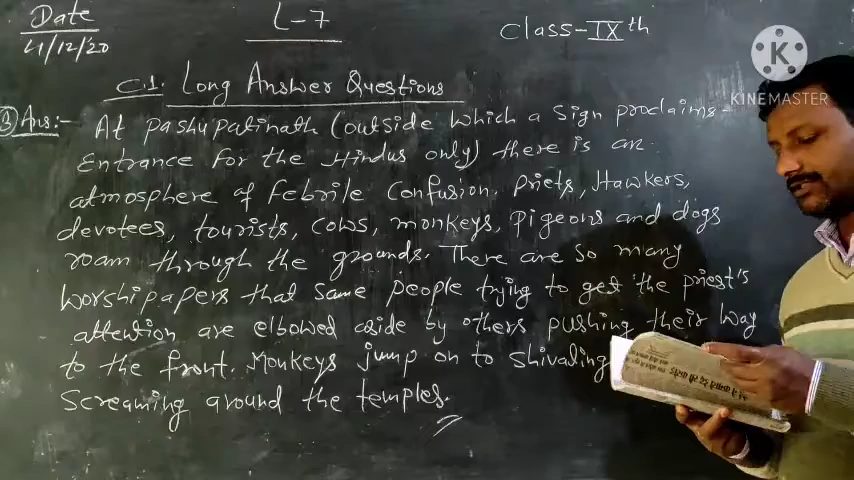 Date
21/12/20
L-7
Class-IXth
C.1. Long Answer Questions
③ Ans:- At pashupatinath (outside which a Sign proclaims-
Entrance for the Hindus only) there is an
atmosphere of febrile confusion. Priets, Hawkers,
devotees, tourists, cows, monkeys, pigeons and dogs
roam through the grounds. There are so many
worshipapers that same people trying to get the priest's
attention are elbowed aside by others pushing their way
to the front. Monkeys jump on to shivaling
Screaming around the temples.
K
KINEMASTER